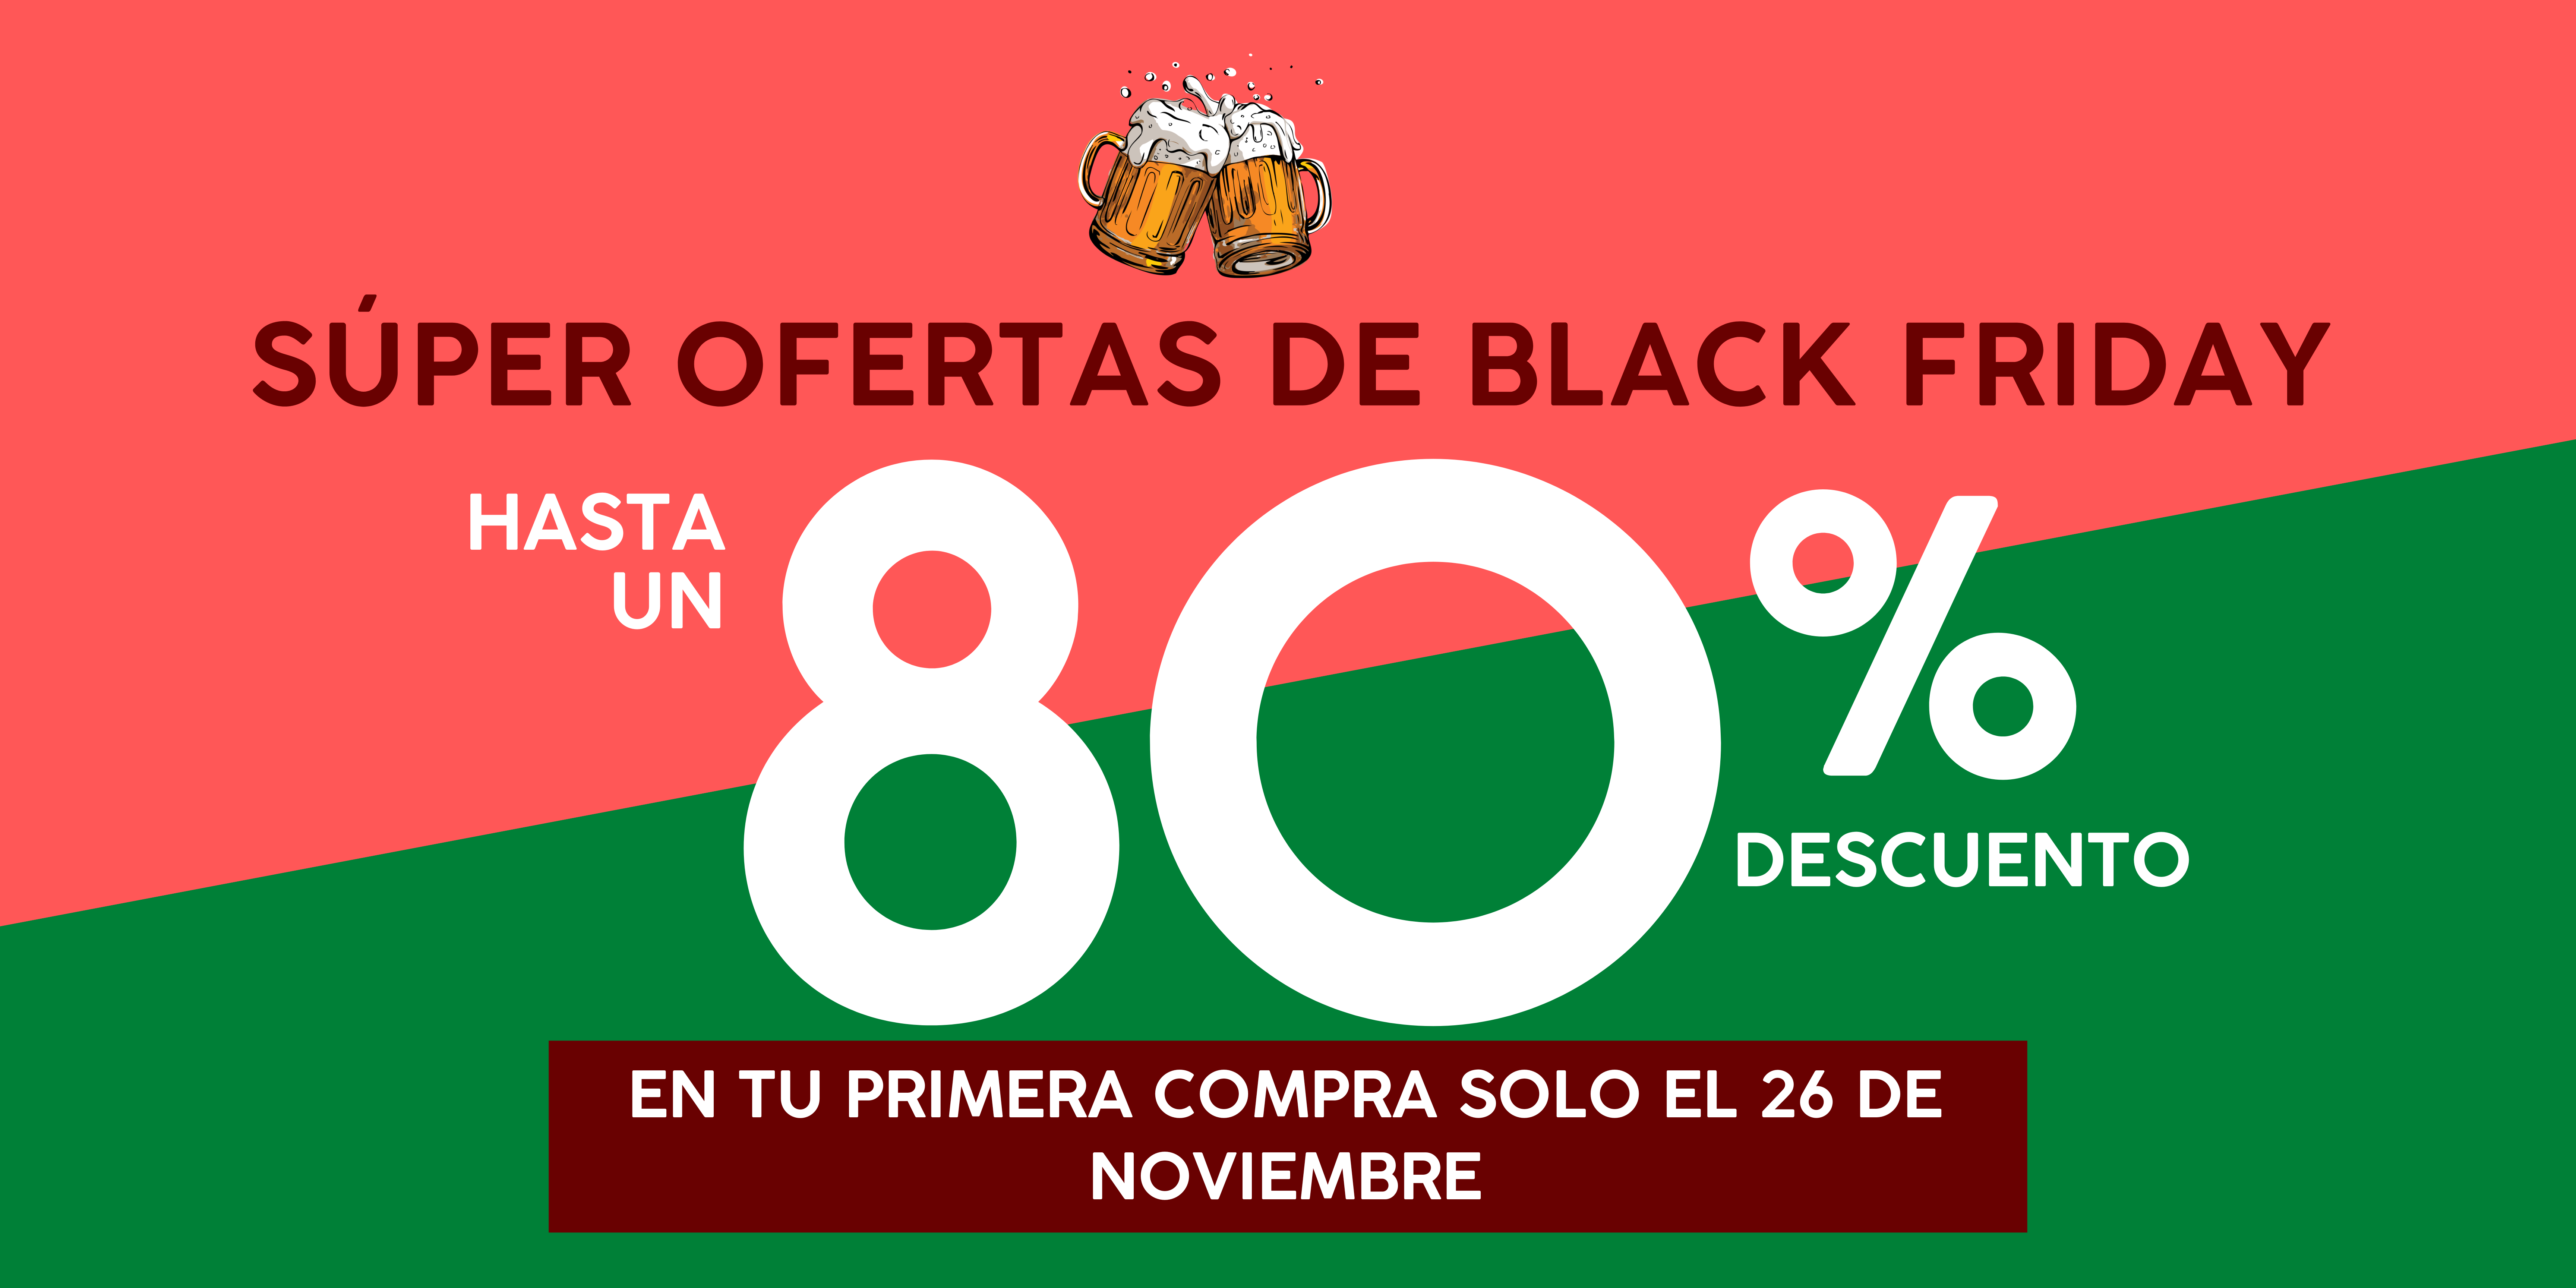 SÚPER OFERTAS DE BLACK FRIDAY
HASTA
UN
80%
DESCUENTO
EN TU PRIMERA COMPRA SOLO EL 26 DE
NOVIEMBRE